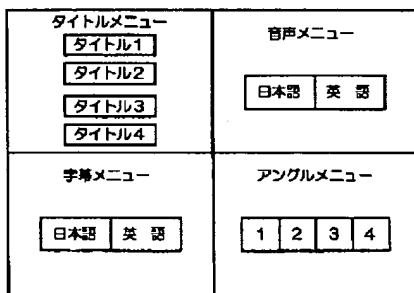 タイトルメニュー
タイトル1
タイトル2
タイトル3
タイトル4
音声メニュー
日本語 英 語
字幕メニュー
日本語 英 語
アングルメニュー
1 2 3 4